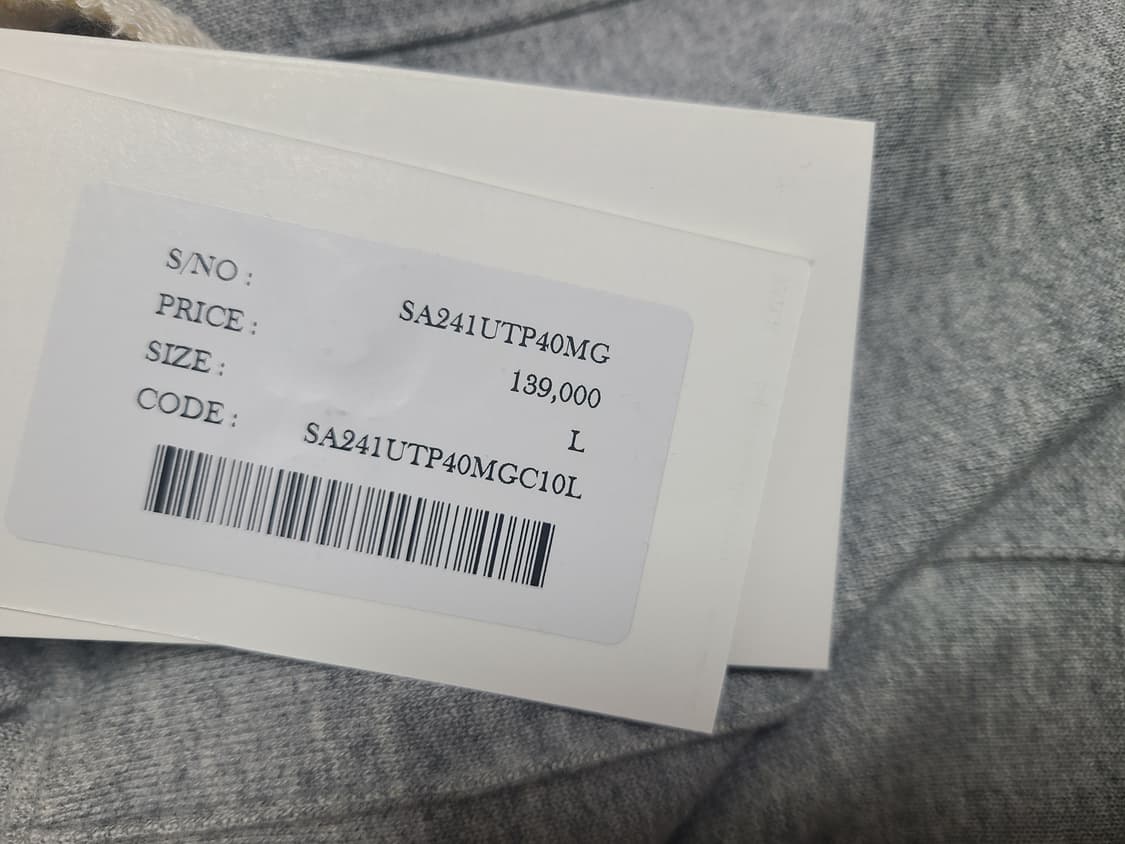 S/NO : SA241UTP40MG
PRICE : 139,000
SIZE : L
CODE : SA241UTP40MGC10L